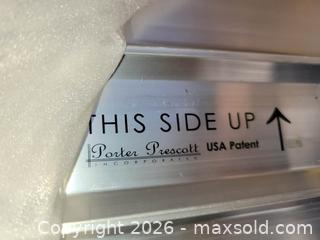 THIS SIDE UP
Porter Prescott USA Patent
INCORPORATED
Copyright 2026 - maxsold.com